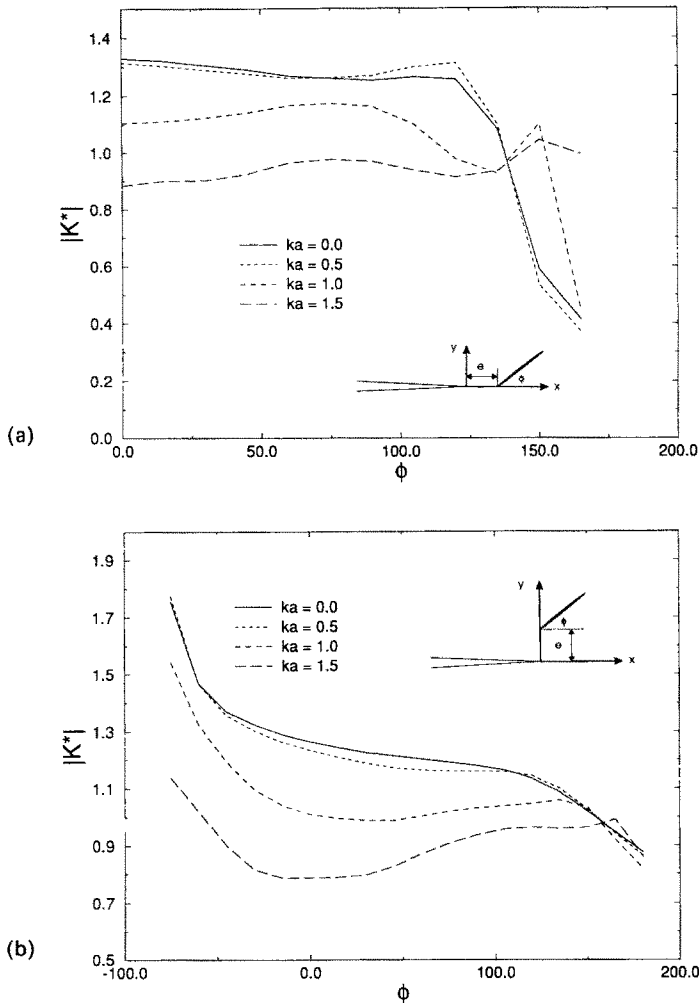 1.4
1.2
1.0
0.8
0.6
0.4
0.2
0.0
|K*|
ka = 0.0
ka = 0.5
ka = 1.0
ka = 1.5
y
e
ϕ
x
(a)
0.0
50.0
100.0
150.0
200.0
ϕ
1.9
1.7
1.5
1.3
1.1
0.9
0.7
0.5
|K*|
ka = 0.0
ka = 0.5
ka = 1.0
ka = 1.5
y
ϕ
e
x
(b)
-100.0
0.0
100.0
200.0
ϕ